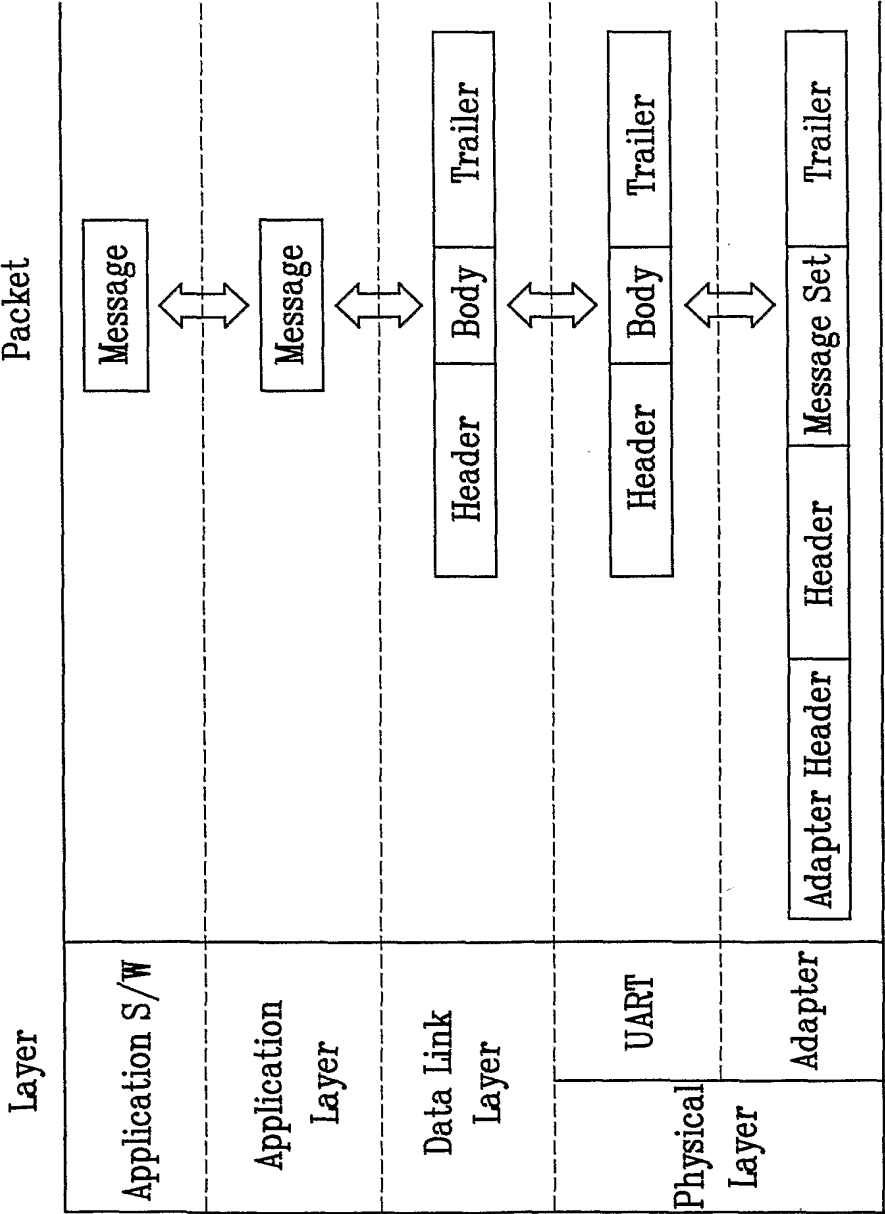 Layer
Packet
Application S/W
Message
Application
Layer
Message
Data Link
Layer
Header
Body
Trailer
Physical
Layer
UART
Header
Body
Trailer
Adapter
Adapter Header
Header
Message Set
Trailer